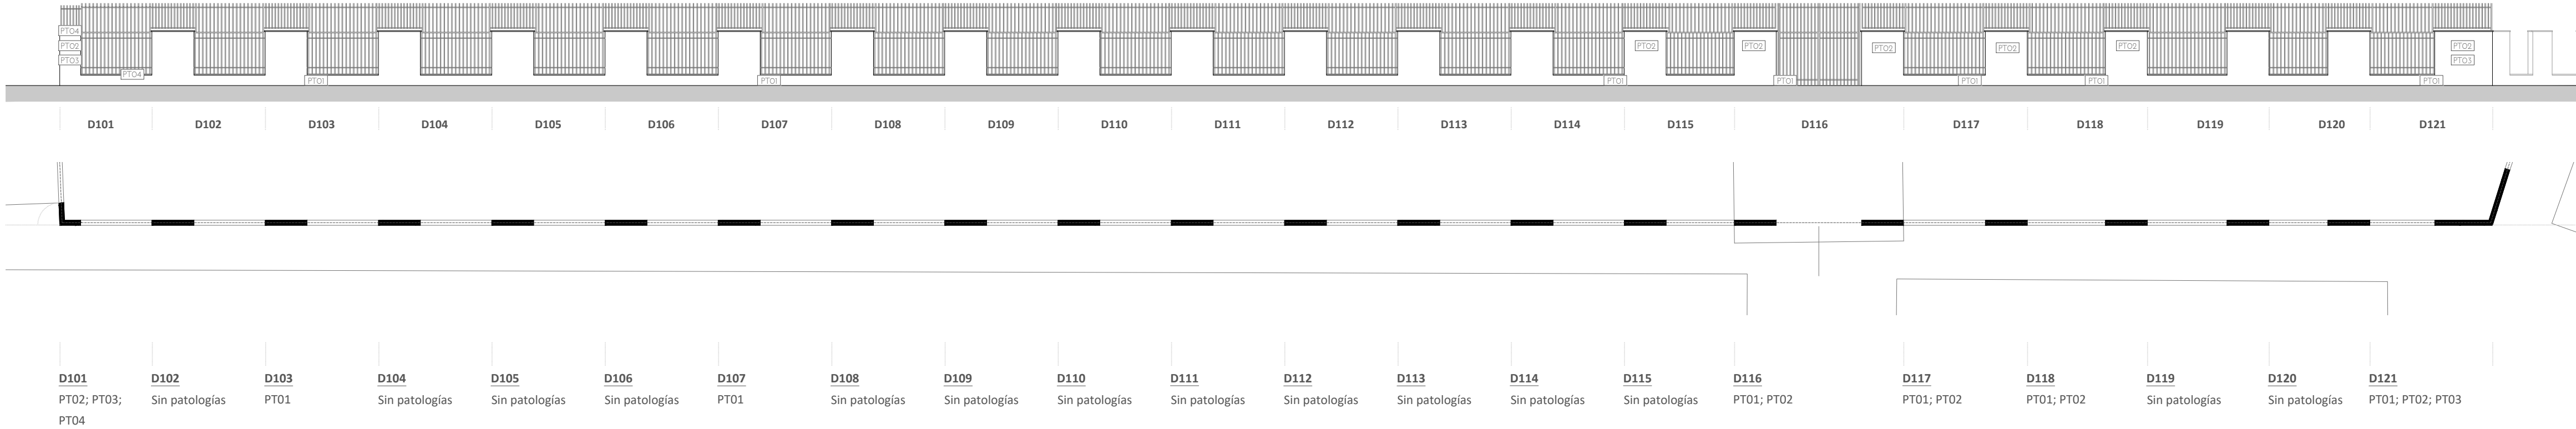 PT04
PT02
PT03
PT04
PT01
PT01
PT02
PT01
PT02
PT01
PT02
PT01
PT02
PT02
PT01
PT02
PT03
PT01
D101 D102 D103 D104 D105 D106 D107 D108 D109 D110 D111 D112 D113 D114 D115 D116 D117 D118 D119 D120 D121
D101 D102 D103 D104 D105 D106 D107 D108 D109 D110 D111 D112 D113 D114 D115 D116 D117 D118 D119 D120 D121
PT02; PT03; Sin patologías PT01 Sin patologías Sin patologías Sin patologías PT01 Sin patologías Sin patologías Sin patologías Sin patologías Sin patologías Sin patologías Sin patologías Sin patologías PT01; PT02 PT01; PT02 PT01; PT02 Sin patologías Sin patologías PT01; PT02; PT03
PT04